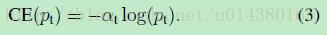 CE(pₜ) = −αₜ log(pₜ). (3)